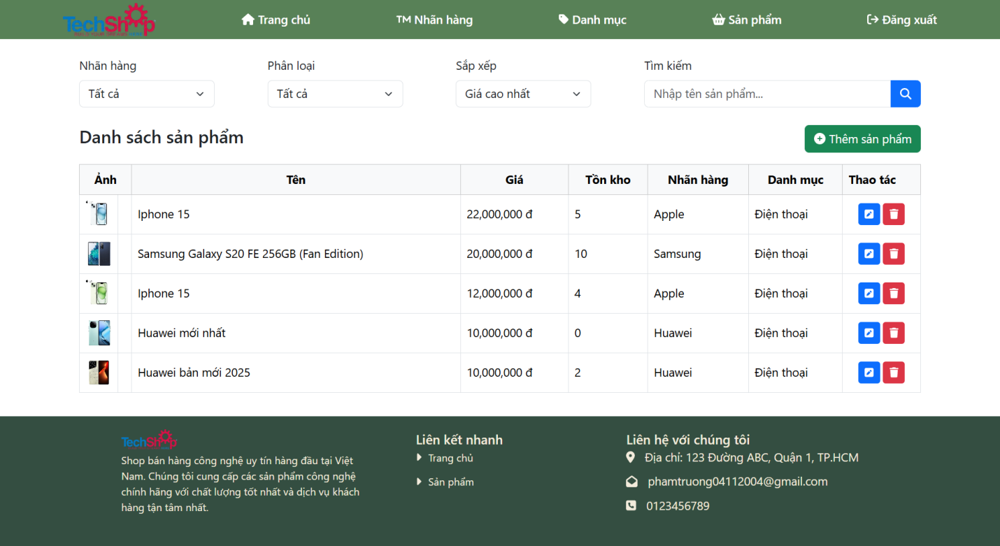 TechShop
Trang chủ
TM Nhãn hàng
Danh mục
Sản phẩm
Đăng xuất
Nhãn hàng Phân loại Sắp xếp Tìm kiếm
Tất cả Tất cả Giá cao nhất Nhập tên sản phẩm...
Danh sách sản phẩm
Thêm sản phẩm
Ảnh Tên Giá Tồn kho Nhãn hàng Danh mục Thao tác
Iphone 15 22,000,000 đ 5 Apple Điện thoại
Samsung Galaxy S20 FE 256GB (Fan Edition) 20,000,000 đ 10 Samsung Điện thoại
Iphone 15 12,000,000 đ 4 Apple Điện thoại
Huawei mới nhất 10,000,000 đ 0 Huawei Điện thoại
Huawei bản mới 2025 10,000,000 đ 2 Huawei Điện thoại
TechShop
Shop bán hàng công nghệ uy tín hàng đầu tại Việt
Nam. Chúng tôi cung cấp các sản phẩm công nghệ
chính hãng với chất lượng tốt nhất và dịch vụ khách
hàng tận tâm nhất.
Liên kết nhanh
Trang chủ
Sản phẩm
Liên hệ với chúng tôi
Địa chỉ: 123 Đường ABC, Quận 1, TP.HCM
phamtruong04112004@gmail.com
0123456789